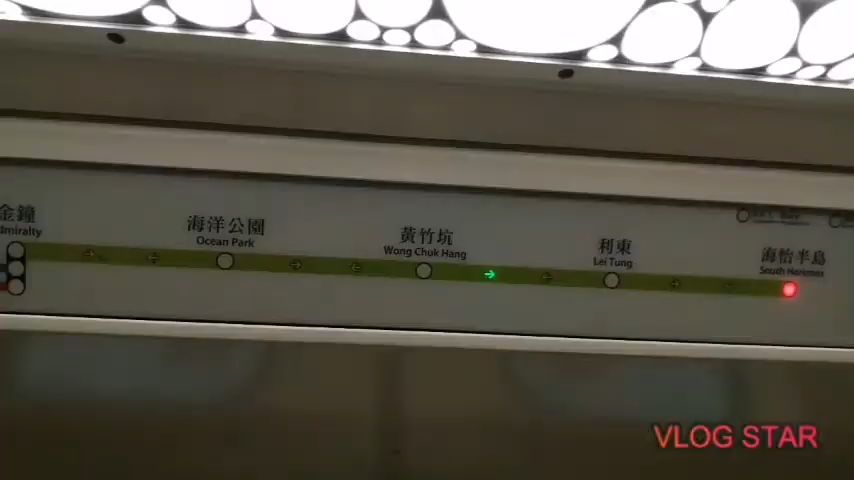 金鐘
dmiralty
海洋公園
Ocean Park
黃竹坑
Wong Chuk Hang
利東
Lei Tung
海怡半島
South Horizons
VLOG STAR